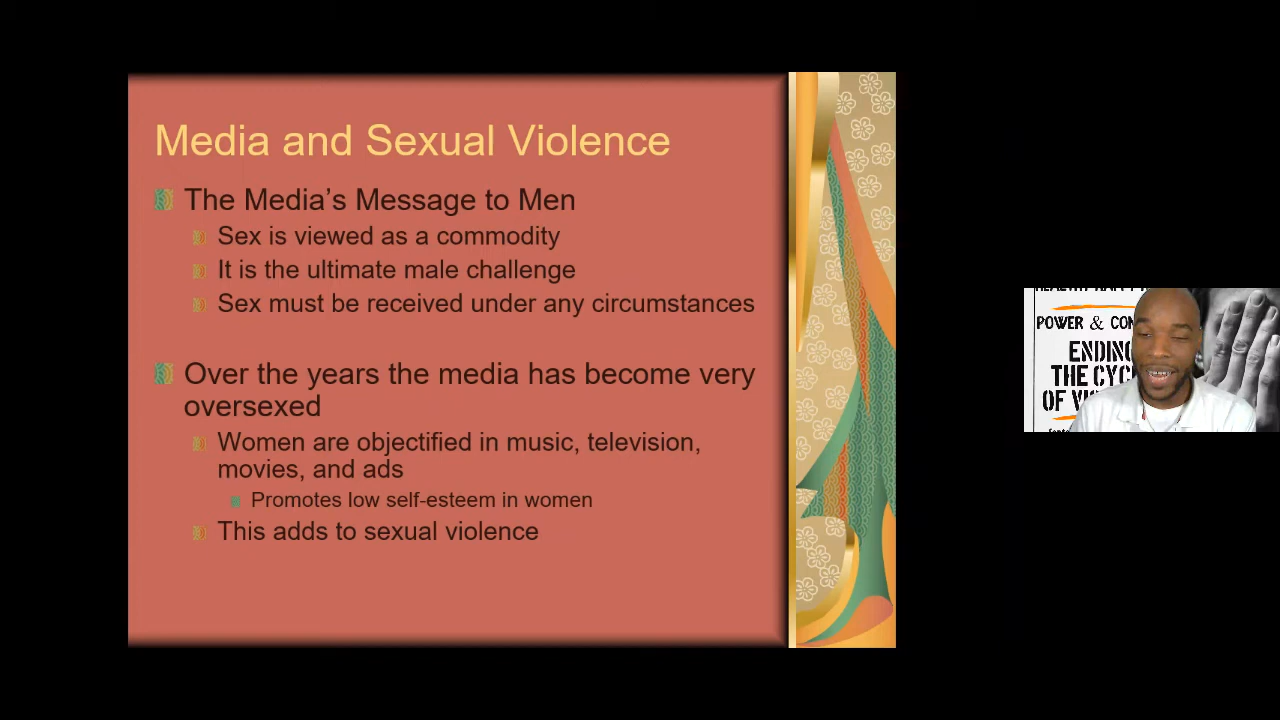 Media and Sexual Violence
The Media's Message to Men
Sex is viewed as a commodity
It is the ultimate male challenge
Sex must be received under any circumstances
Over the years the media has become very
oversexed
Women are objectified in music, television,
movies, and ads
Promotes low self-esteem in women
This adds to sexual violence
POWER & CON
ENDING
THE CYC
OF VI